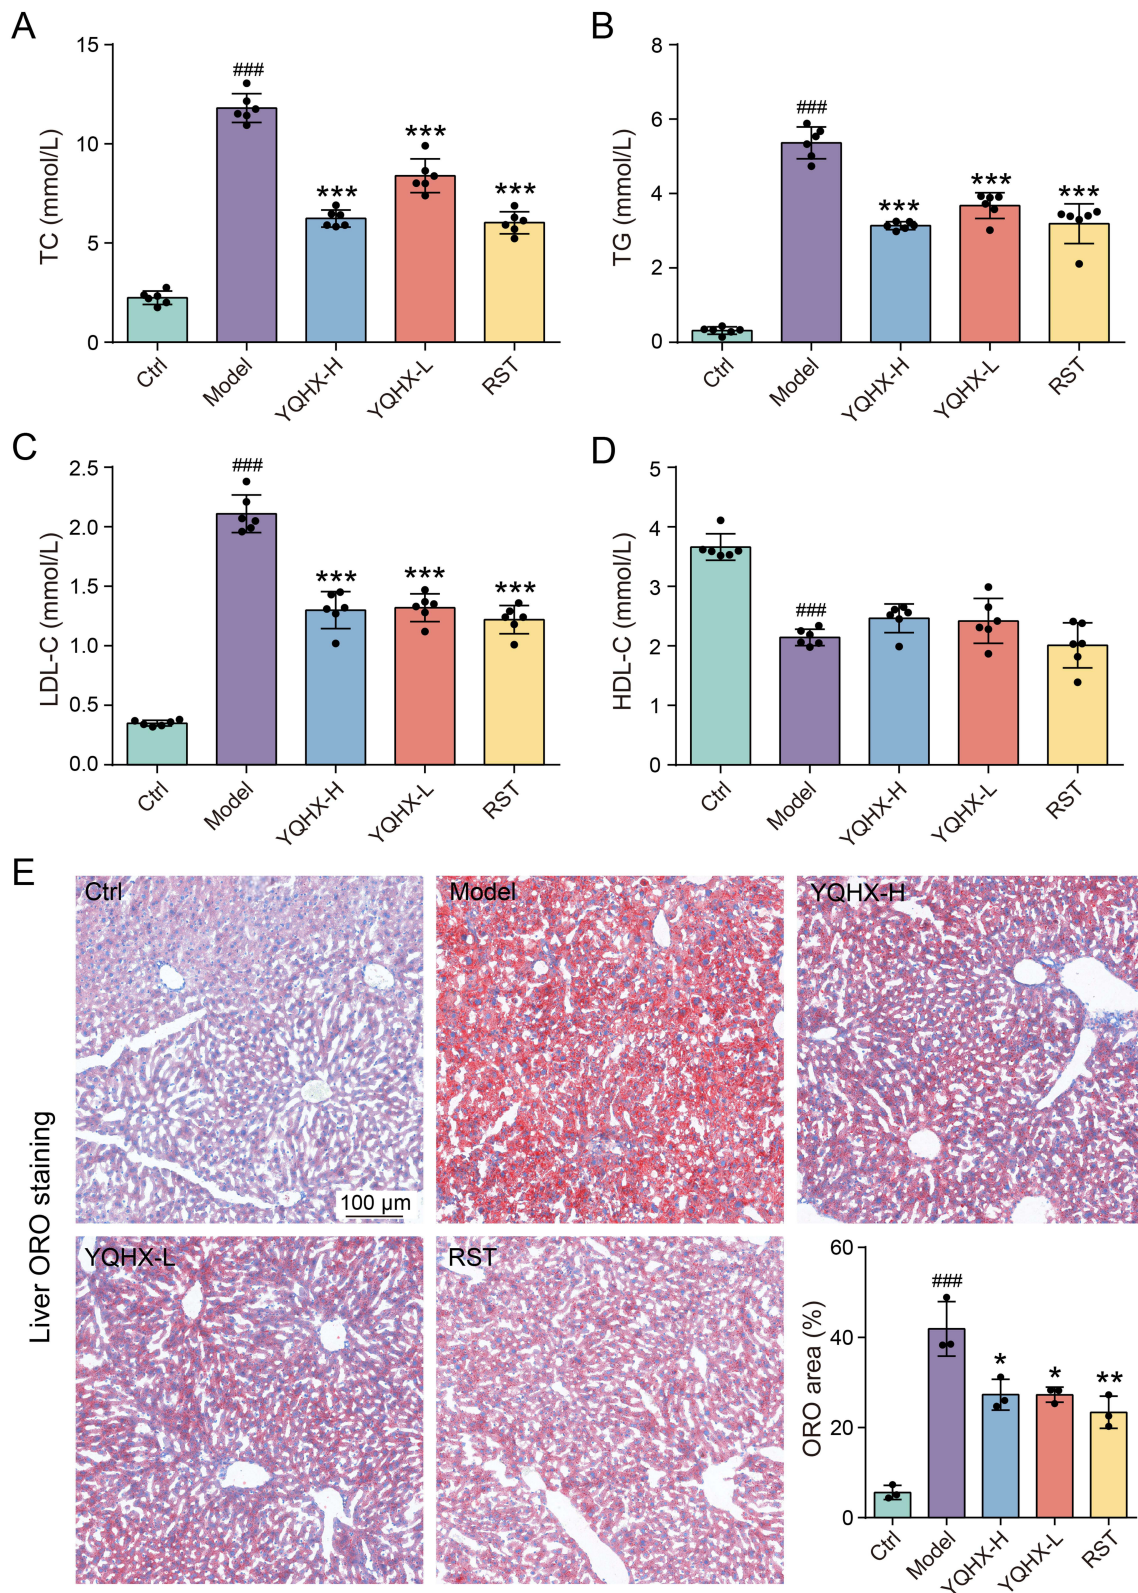 A
TC (mmol/L)
15
10
5
0
###
***
***
***
Ctrl
Model
YQHX-H
YQHX-L
RST
B
TG (mmol/L)
8
6
4
2
0
###
***
***
***
Ctrl
Model
YQHX-H
YQHX-L
RST
C
LDL-C (mmol/L)
2.5
2.0
1.5
1.0
0.5
0.0
###
***
***
***
Ctrl
Model
YQHX-H
YQHX-L
RST
D
HDL-C (mmol/L)
5
4
3
2
1
0
###
Ctrl
Model
YQHX-H
YQHX-L
RST
E
Liver ORO staining
Ctrl
100 µm
Model
YQHX-H
YQHX-L
RST
ORO area (%)
60
40
20
0
###
*
*
**
Ctrl
Model
YQHX-H
YQHX-L
RST